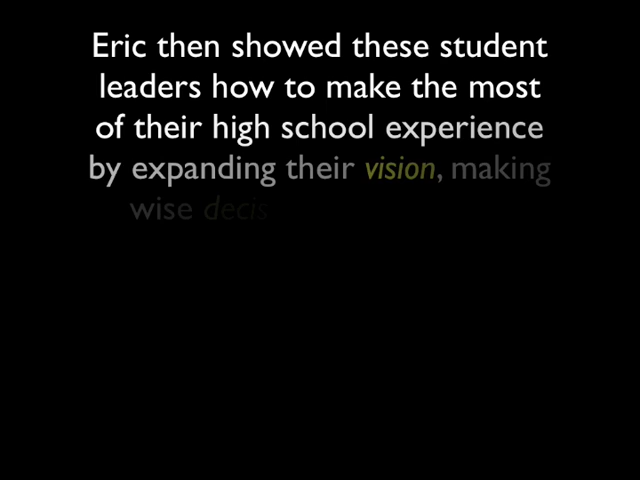 Eric then showed these student
leaders how to make the most
of their high school experience
by expanding their vision, making
wise decis